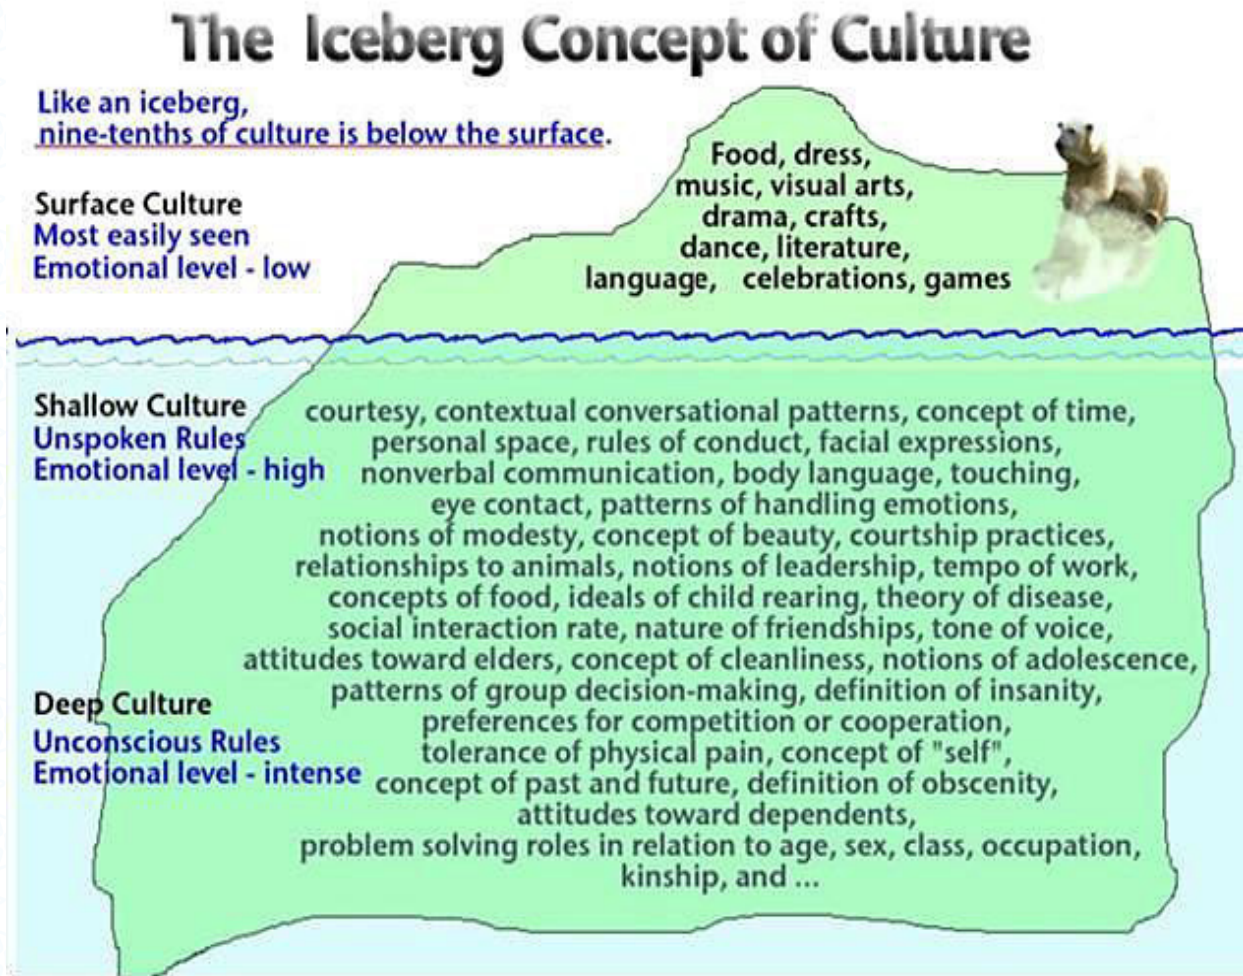 The Iceberg Concept of Culture
Like an iceberg,
nine-tenths of culture is below the surface.
Surface Culture
Most easily seen
Emotional level - low
Food, dress,
music, visual arts,
drama, crafts,
dance, literature,
language, celebrations, games
Shallow Culture
Unspoken Rules
Emotional level - high
courtesy, contextual conversational patterns, concept of time,
personal space, rules of conduct, facial expressions,
nonverbal communication, body language, touching,
eye contact, patterns of handling emotions,
notions of modesty, concept of beauty, courtship practices,
relationships to animals, notions of leadership, tempo of work,
concepts of food, ideals of child rearing, theory of disease,
social interaction rate, nature of friendships, tone of voice,
attitudes toward elders, concept of cleanliness, notions of adolescence,
patterns of group decision-making, definition of insanity,
preferences for competition or cooperation,
tolerance of physical pain, concept of "self",
concept of past and future, definition of obscenity,
attitudes toward dependents,
problem solving roles in relation to age, sex, class, occupation,
kinship, and ...
Deep Culture
Unconscious Rules
Emotional level - intense